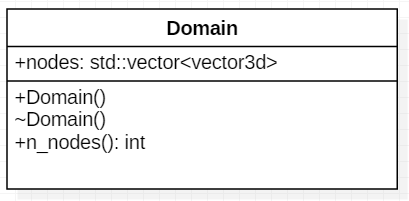 Domain
+nodes: std::vector<vector3d>
+Domain()
~Domain()
+n_nodes(): int